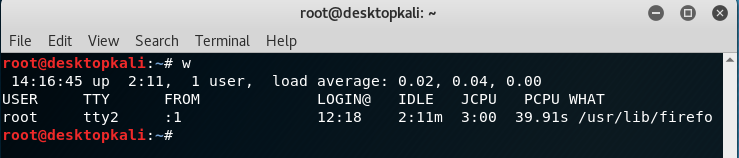 root@desktopkali: ~
File Edit View Search Terminal Help
root@desktopkali:~# w
 14:16:45 up  2:11,  1 user,  load average: 0.02, 0.04, 0.00
USER     TTY      FROM             LOGIN@   IDLE   JCPU   PCPU WHAT
root     tty2     :1               12:18    2:11m  3:00   39.91s /usr/lib/firefo
root@desktopkali:~#